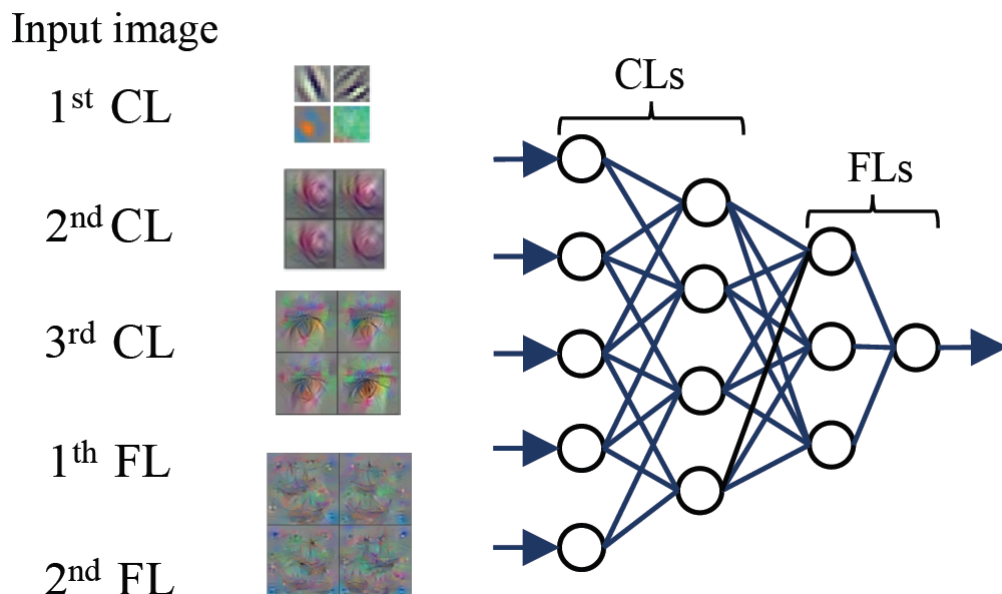 Input image
1st CL
2nd CL
3rd CL
1th FL
2nd FL
CLs
FLs